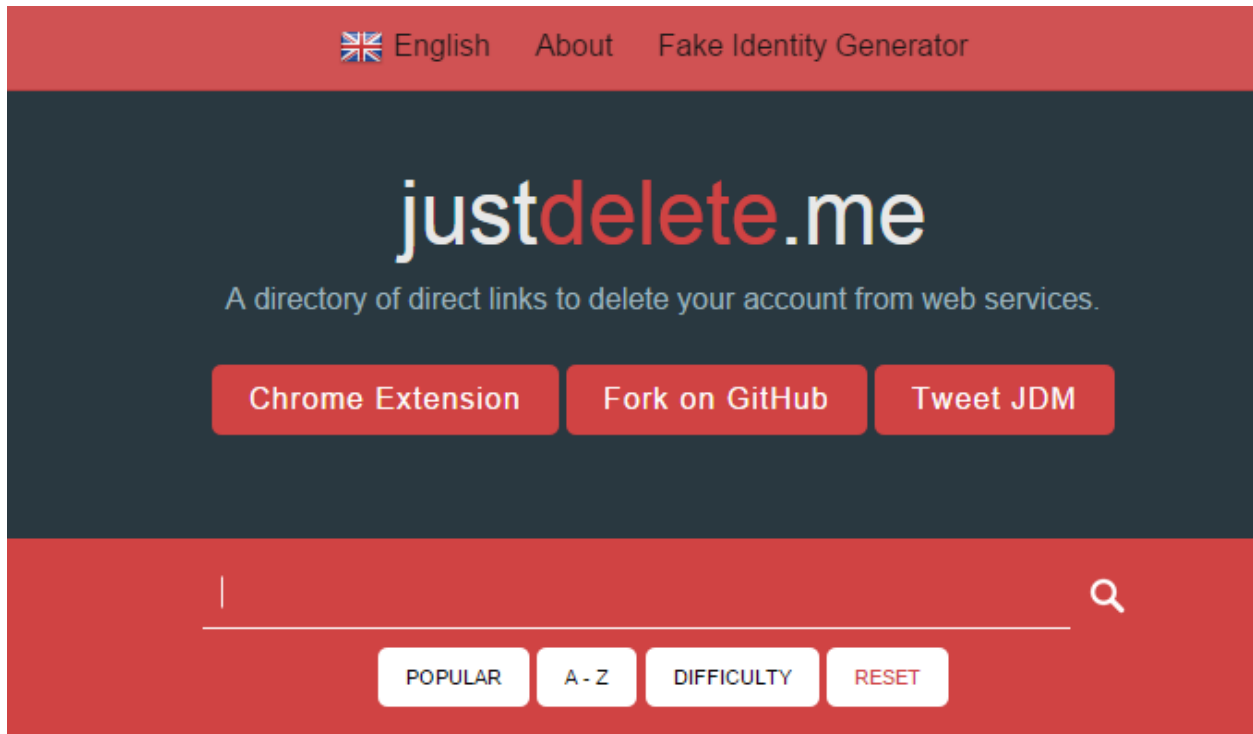 English About Fake Identity Generator
justdelete.me
A directory of direct links to delete your account from web services.
Chrome Extension Fork on GitHub Tweet JDM
POPULAR A - Z DIFFICULTY RESET